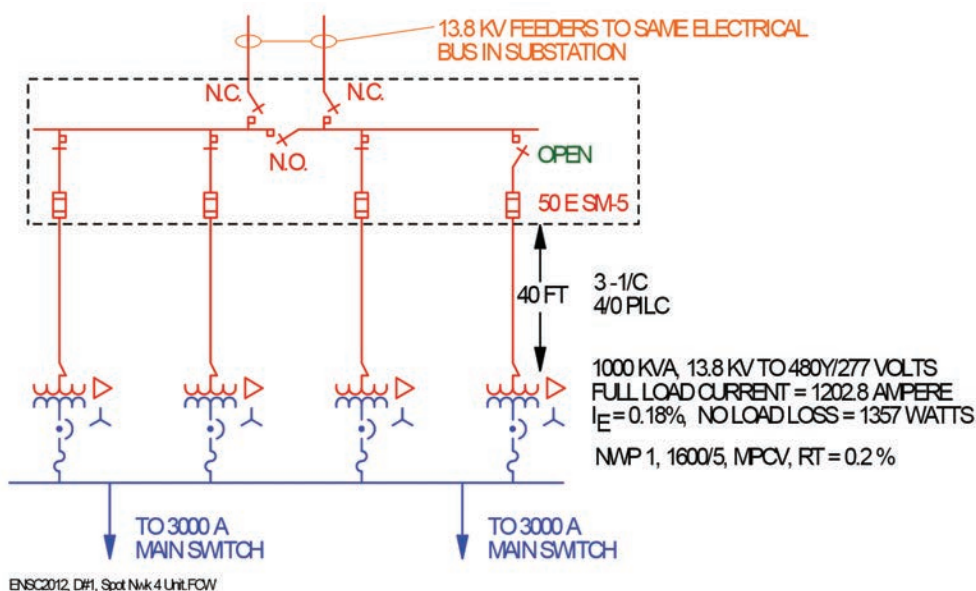 13.8 KV FEEDERS TO SAME ELECTRICAL
BUS IN SUBSTATION
N.C.
N.C.
N.O.
OPEN
50 E SM-5
40 FT
3 -1/C
4/0 PILC
1000 KVA, 13.8 KV TO 480Y/277 VOLTS
FULL LOAD CURRENT = 1202.8 AMPERE
IE = 0.18%, NO LOAD LOSS = 1357 WATTS
NWP 1, 1600/5, MPCV, RT = 0.2 %
TO 3000 A
MAIN SWITCH
TO 3000 A
MAIN SWITCH
ENSC2012, D#1, Spot Nwk 4 Unit.FCW